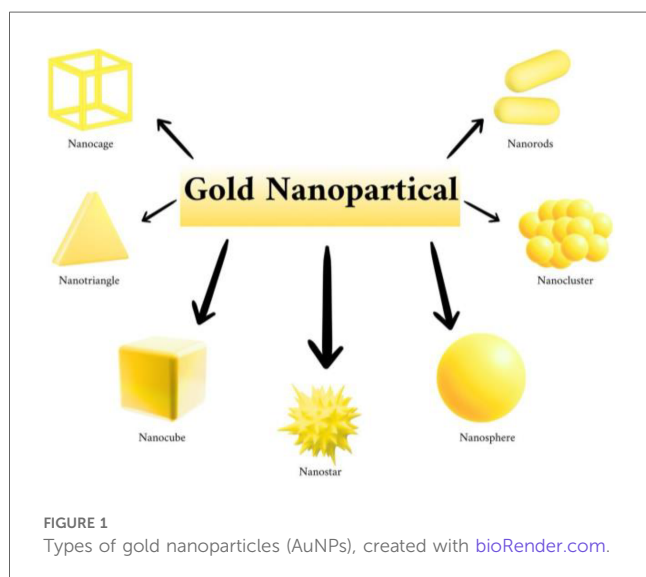 Nanocage
Nanorods
Gold Nanopartical
Nanotriangle
Nanocluster
Nanocube
Nanosphere
Nanostar
FIGURE 1
Types of gold nanoparticles (AuNPs), created with bioRender.com.